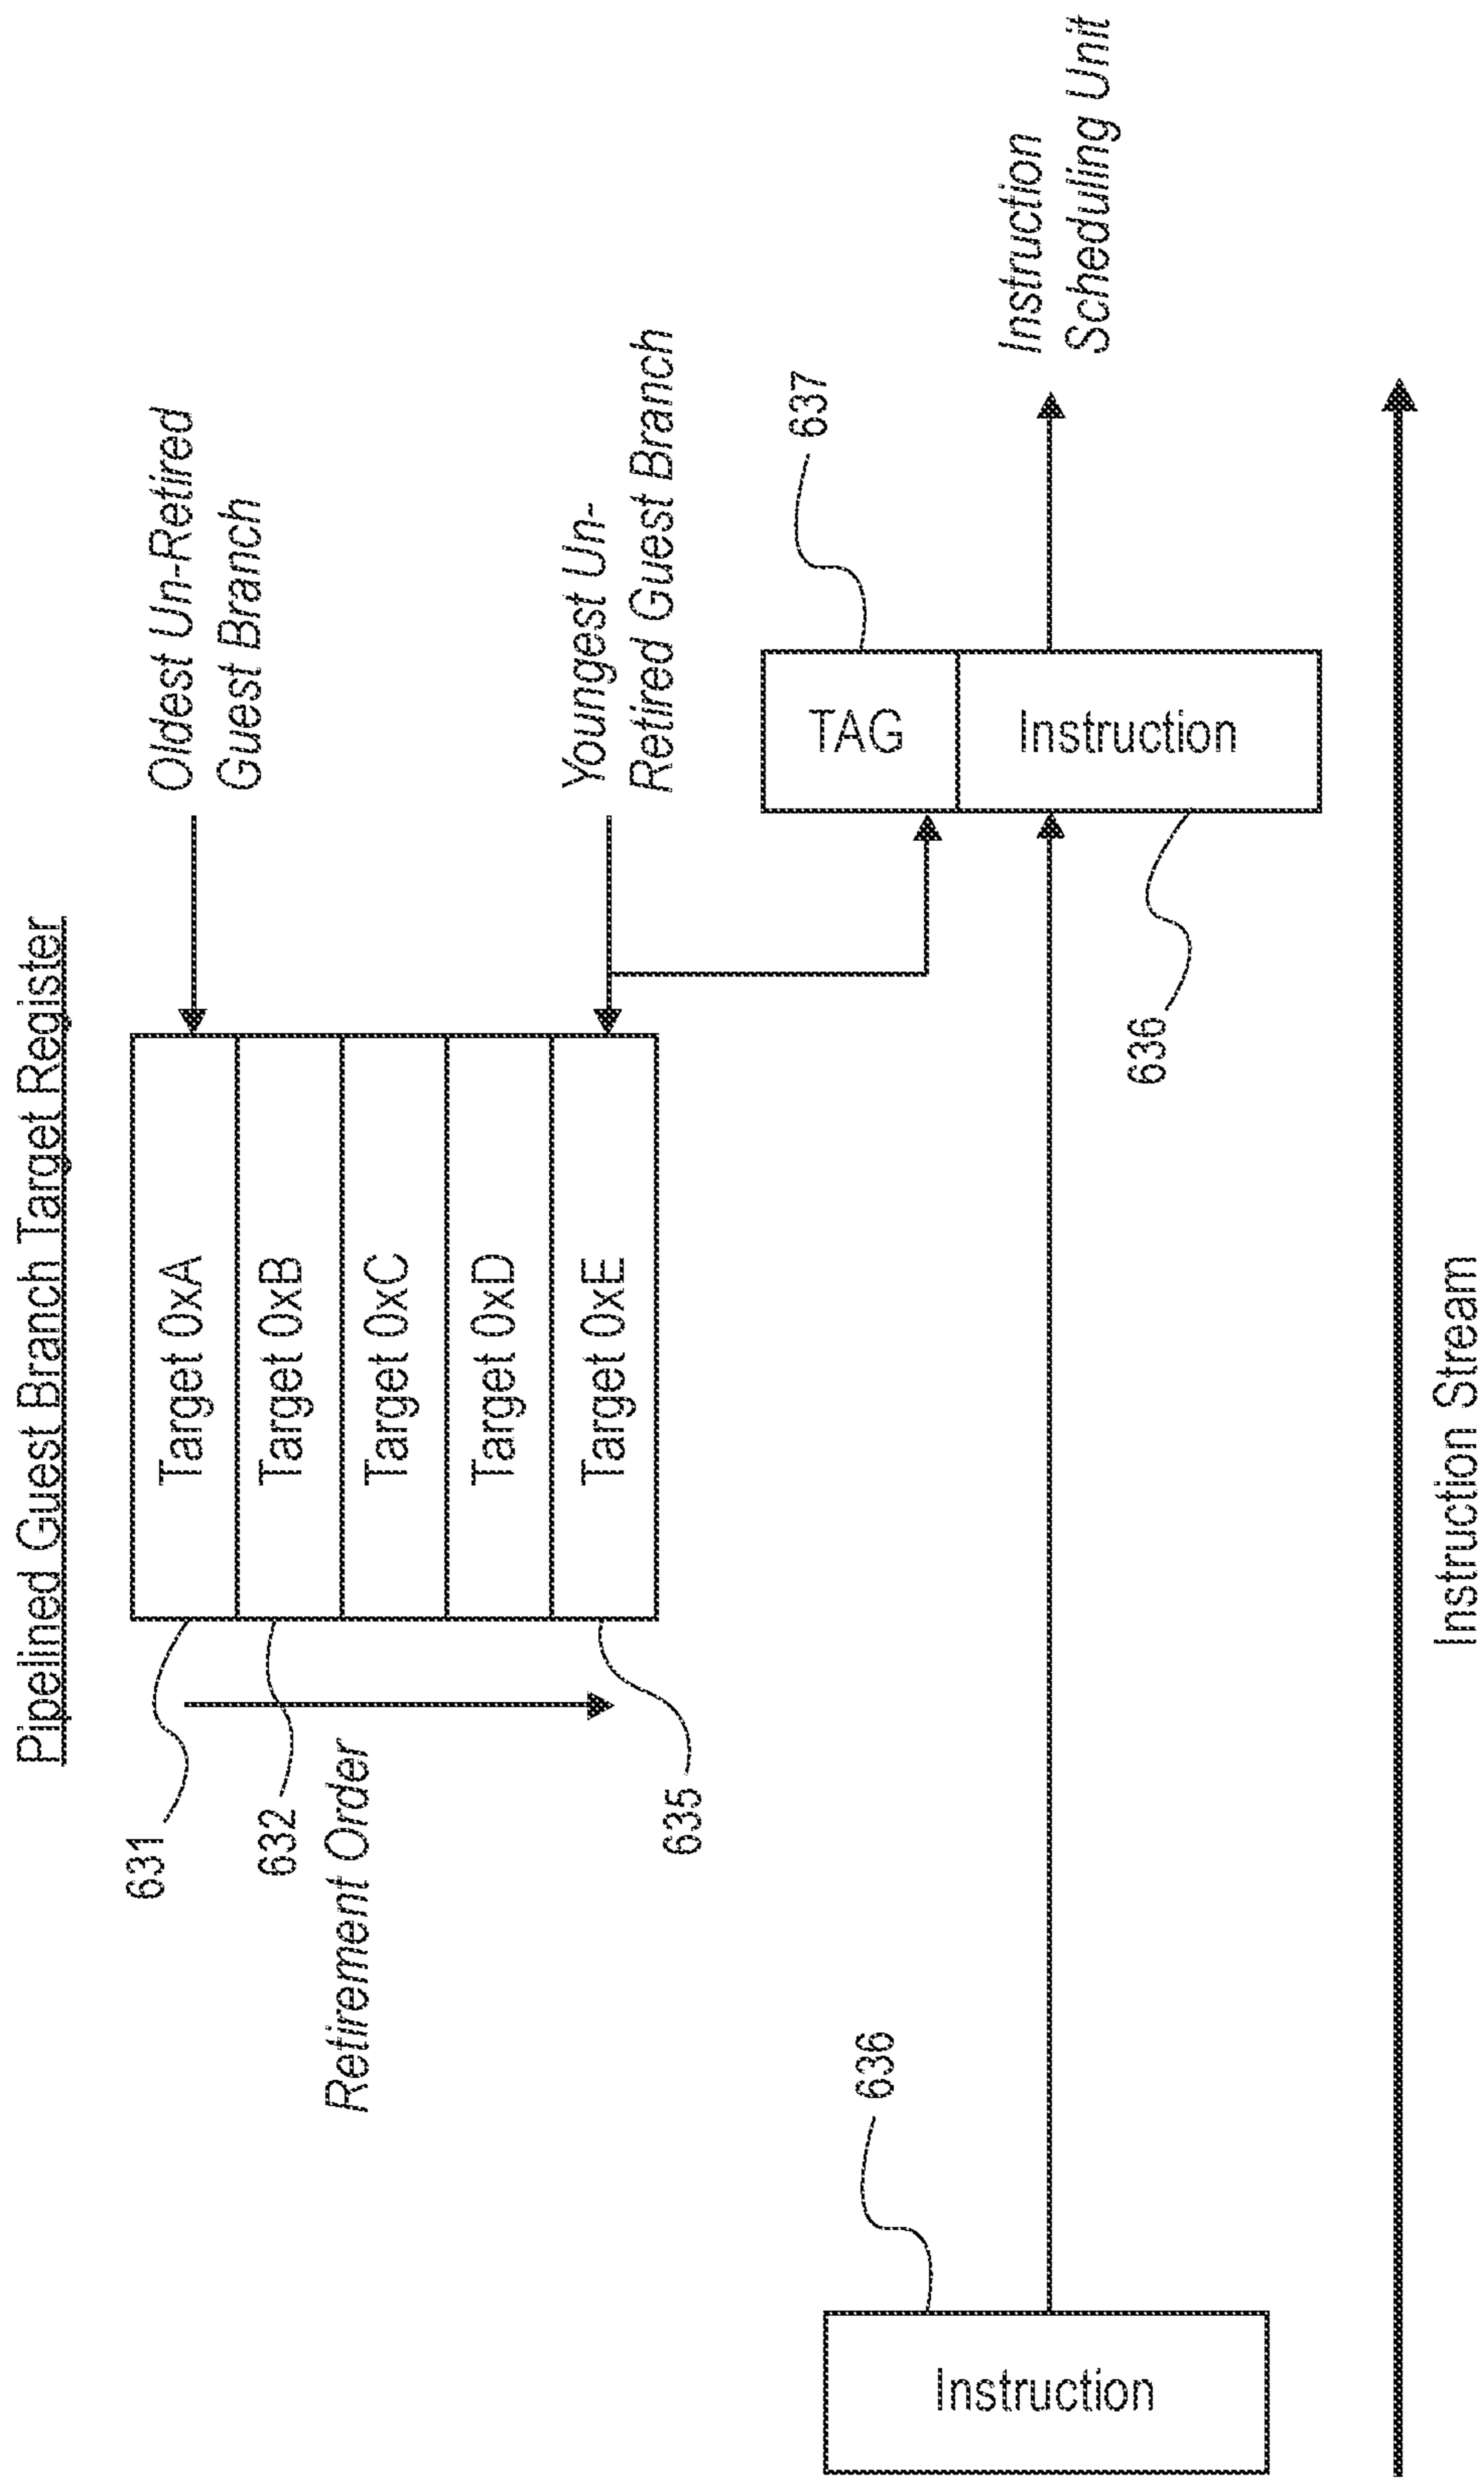 Pipelined Guest Branch Target Register
Oldest Un-Retired
Guest Branch
631
Target 0xA
632
Target 0xB
Retirement Order
Target 0xC
Target 0xD
635
Target 0xE
Youngest Un-
Retired Guest Branch
636
637
TAG
Instruction
Instruction
Instruction
Scheduling Unit
636
Instruction Stream